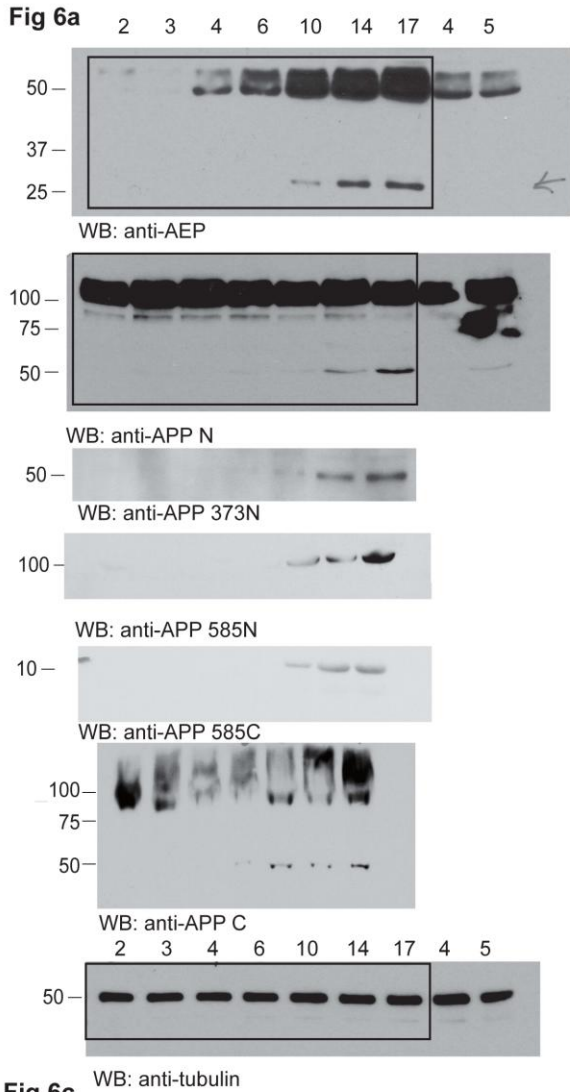 Fig 6a
2 3 4 6 10 14 17 4 5
50
37
25
WB: anti-AEP
100
75
50
WB: anti-APP N
50
WB: anti-APP 373N
100
WB: anti-APP 585N
10
WB: anti-APP 585C
100
75
50
WB: anti-APP C
2 3 4 6 10 14 17 4 5
50
WB: anti-tubulin
Fig 6c